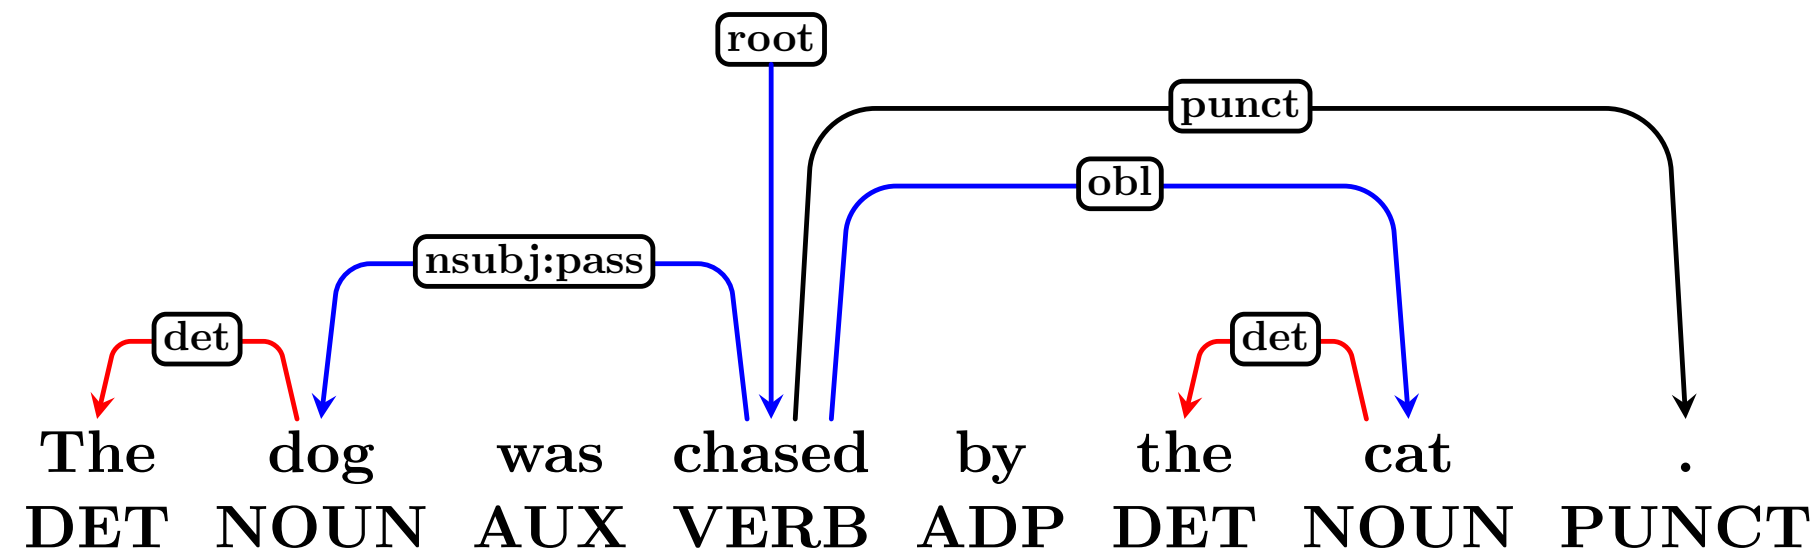 root
punct
obl
nsubj:pass
det det
The dog was chased by the cat .
DET NOUN AUX VERB ADP DET NOUN PUNCT